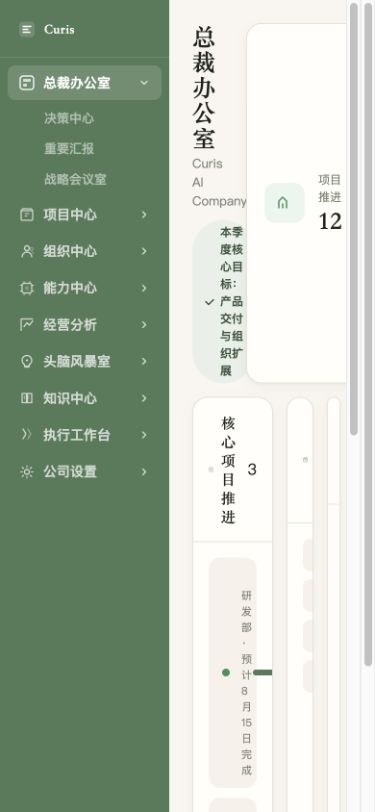 Curis
总裁办公室
决策中心
重要汇报
战略会议室
项目中心
组织中心
能力中心
经营分析
头脑风暴室
知识中心
执行工作台
公司设置
总
裁
办
公
室
Curis
AI
Company
本季
度核
心目
标：
产品
交付
与组
织扩
展
项目
推进
12
核
心
项
目
推
进
3
研
发
部
·
预
计
8
月
15
日
完
成